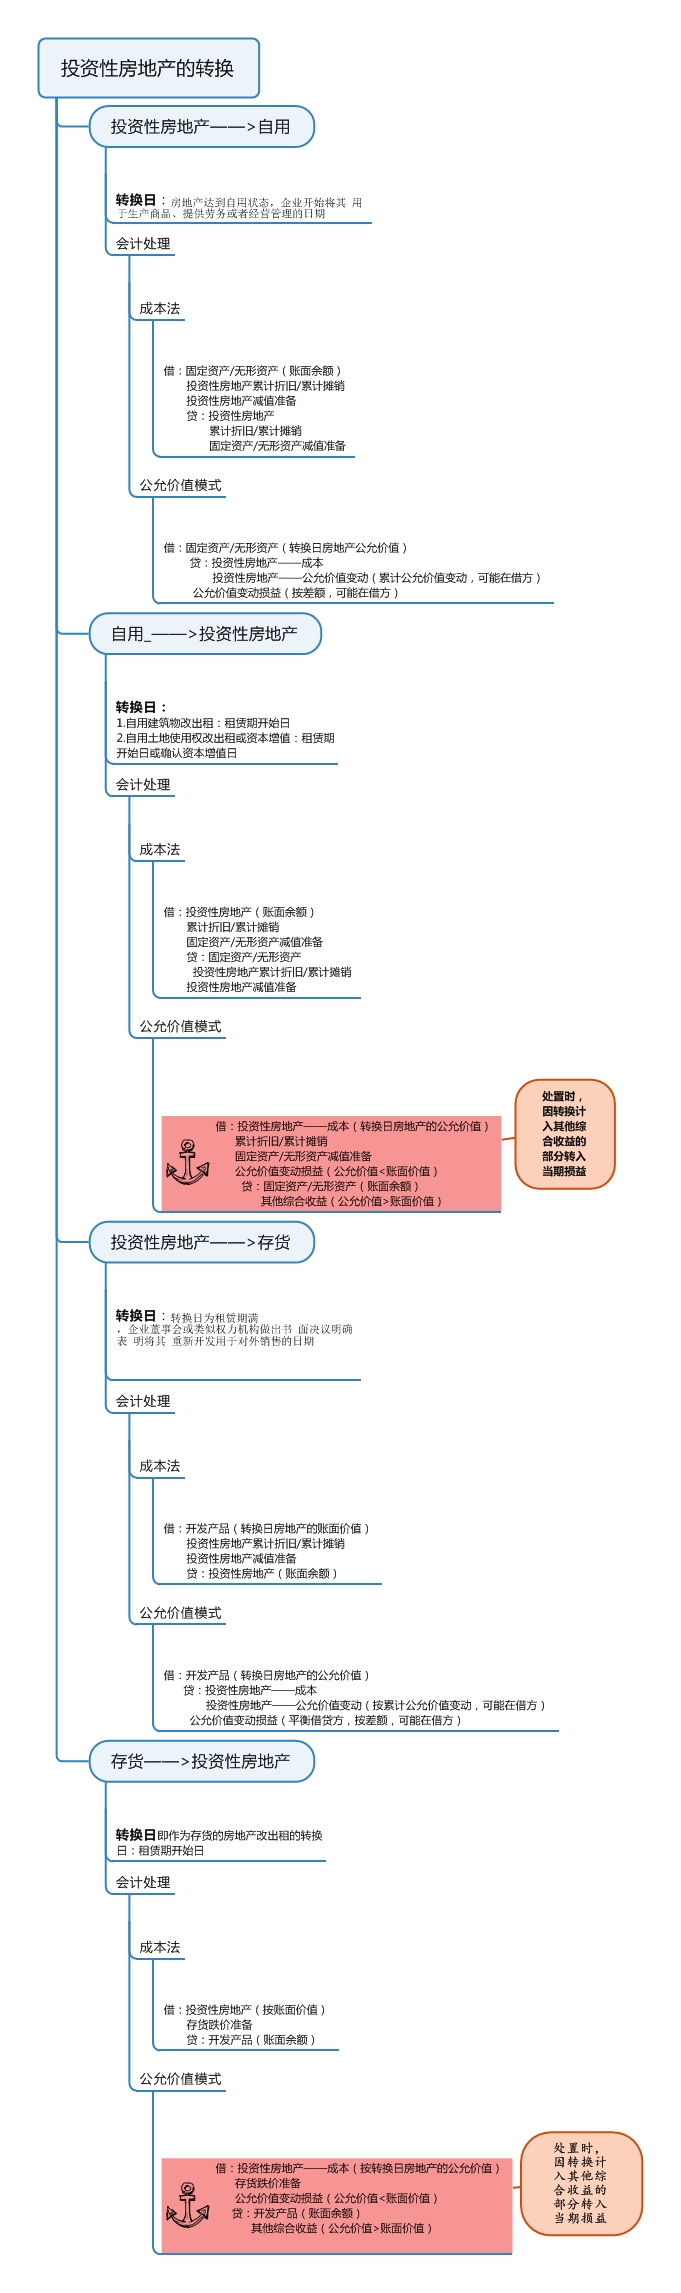 投资性房地产的转换
投资性房地产——>自用
转换日：房地产达到自用状态，企业开始将其 用
于生产商品、提供劳务或者经营管理的日期
会计处理
成本法
借：固定资产/无形资产（账面余额）
投资性房地产累计折旧/累计摊销
投资性房地产减值准备
贷：投资性房地产
累计折旧/累计摊销
固定资产/无形资产减值准备
公允价值模式
借：固定资产/无形资产（转换日房地产公允价值）
贷：投资性房地产——成本
投资性房地产——公允价值变动（累计公允价值变动，可能在借方）
公允价值变动损益（按差额，可能在借方）
自用_——>投资性房地产
转换日：
1.自用建筑物改出租：租赁期开始日
2.自用土地使用权改出租或资本增值：租赁期
开始日或确认资本增值日
会计处理
成本法
借：投资性房地产（账面余额）
累计折旧/累计摊销
固定资产/无形资产减值准备
贷：固定资产/无形资产
投资性房地产累计折旧/累计摊销
投资性房地产减值准备
公允价值模式
借：投资性房地产——成本（转换日房地产的公允价值）
累计折旧/累计摊销
固定资产/无形资产减值准备
公允价值变动损益（公允价值<账面价值）
贷：固定资产/无形资产（账面余额）
其他综合收益（公允价值>账面价值）
处置时，
因转换计
入其他综
合收益的
部分转入
当期损益
投资性房地产——>存货
转换日：转换日为租赁期满
，企业董事会或类似权力机构做出书 面决议明确
表 明将其 重新开发用于对外销售的日期
会计处理
成本法
借：开发产品（转换日房地产的账面价值）
投资性房地产累计折旧/累计摊销
投资性房地产减值准备
贷：投资性房地产（账面余额）
公允价值模式
借：开发产品（转换日房地产的公允价值）
贷：投资性房地产——成本
投资性房地产——公允价值变动（按累计公允价值变动，可能在借方）
公允价值变动损益（平衡借贷方，按差额，可能在借方）
存货——>投资性房地产
转换日即作为存货的房地产改出租的转换
日：租赁期开始日
会计处理
成本法
借：投资性房地产（按账面价值）
存货跌价准备
贷：开发产品（账面余额）
公允价值模式
借：投资性房地产——成本（按转换日房地产的公允价值）
存货跌价准备
公允价值变动损益（公允价值<账面价值）
贷：开发产品（账面余额）
其他综合收益（公允价值>账面价值）
处置时，
因转换计
入其他综
合收益的
部分转入
当期损益